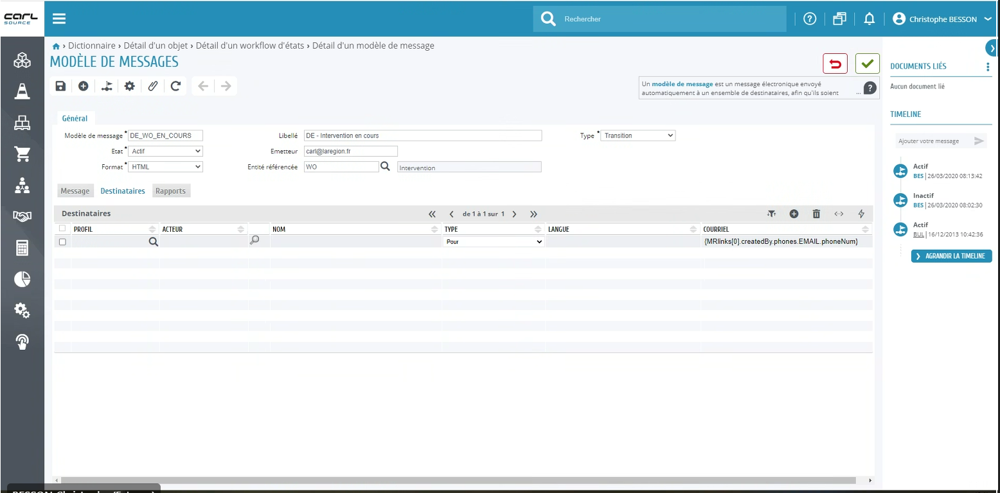 CARL
SOURCE
Rechercher
Christophe BESSON
› Dictionnaire › Détail d'un objet › Détail d'un workflow d'états › Détail d'un modèle de message
MODÈLE DE MESSAGES
Un modèle de message est un message électronique envoyé
automatiquement à un ensemble de destinataires, afin qu'ils soient ...
Général
Modèle de message * DE_WO_EN_COURS Libellé DE - Intervention en cours Type * Transition
Etat * Actif Emetteur carl@laregion.fr
Format * HTML Entité référencée WO Intervention
Message Destinataires Rapports
Destinataires de 1 à 1 sur 1
PROFIL ACTEUR NOM TYPE LANGUE COURRIEL
Pour {MRlinks[0].createdBy.phones.EMAIL.phoneNum}
DOCUMENTS LIÉS
Aucun document lié
TIMELINE
Ajouter votre message
Actif
BES | 26/03/2020 08:13:42
Inactif
BES | 26/03/2020 08:02:30
Actif
BUL | 16/12/2013 10:42:36
AGRANDIR LA TIMELINE